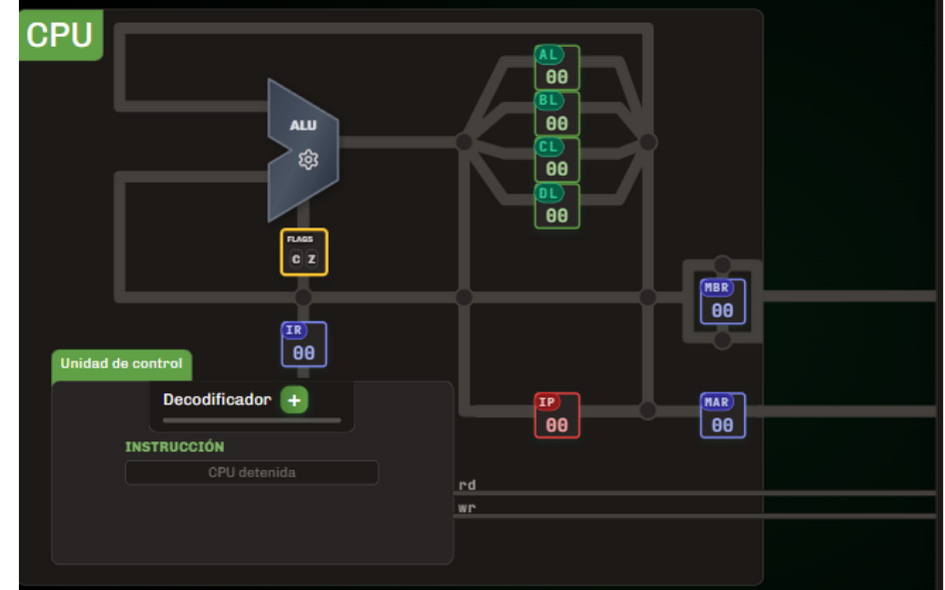 CPU
ALU
AL
00
BL
00
CL
00
DL
00
FLAGS
C Z
MBR
00
IR
00
Unidad de control
Decodificador +
INSTRUCCIÓN
CPU detenida
IP
00
MAR
00
rd
wr